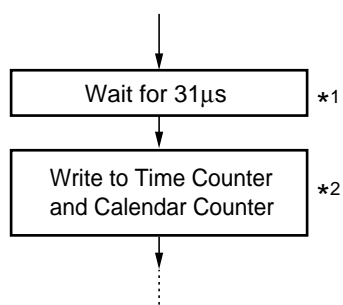 Wait for 31µs
*1
Write to Time Counter
and Calendar Counter
*2